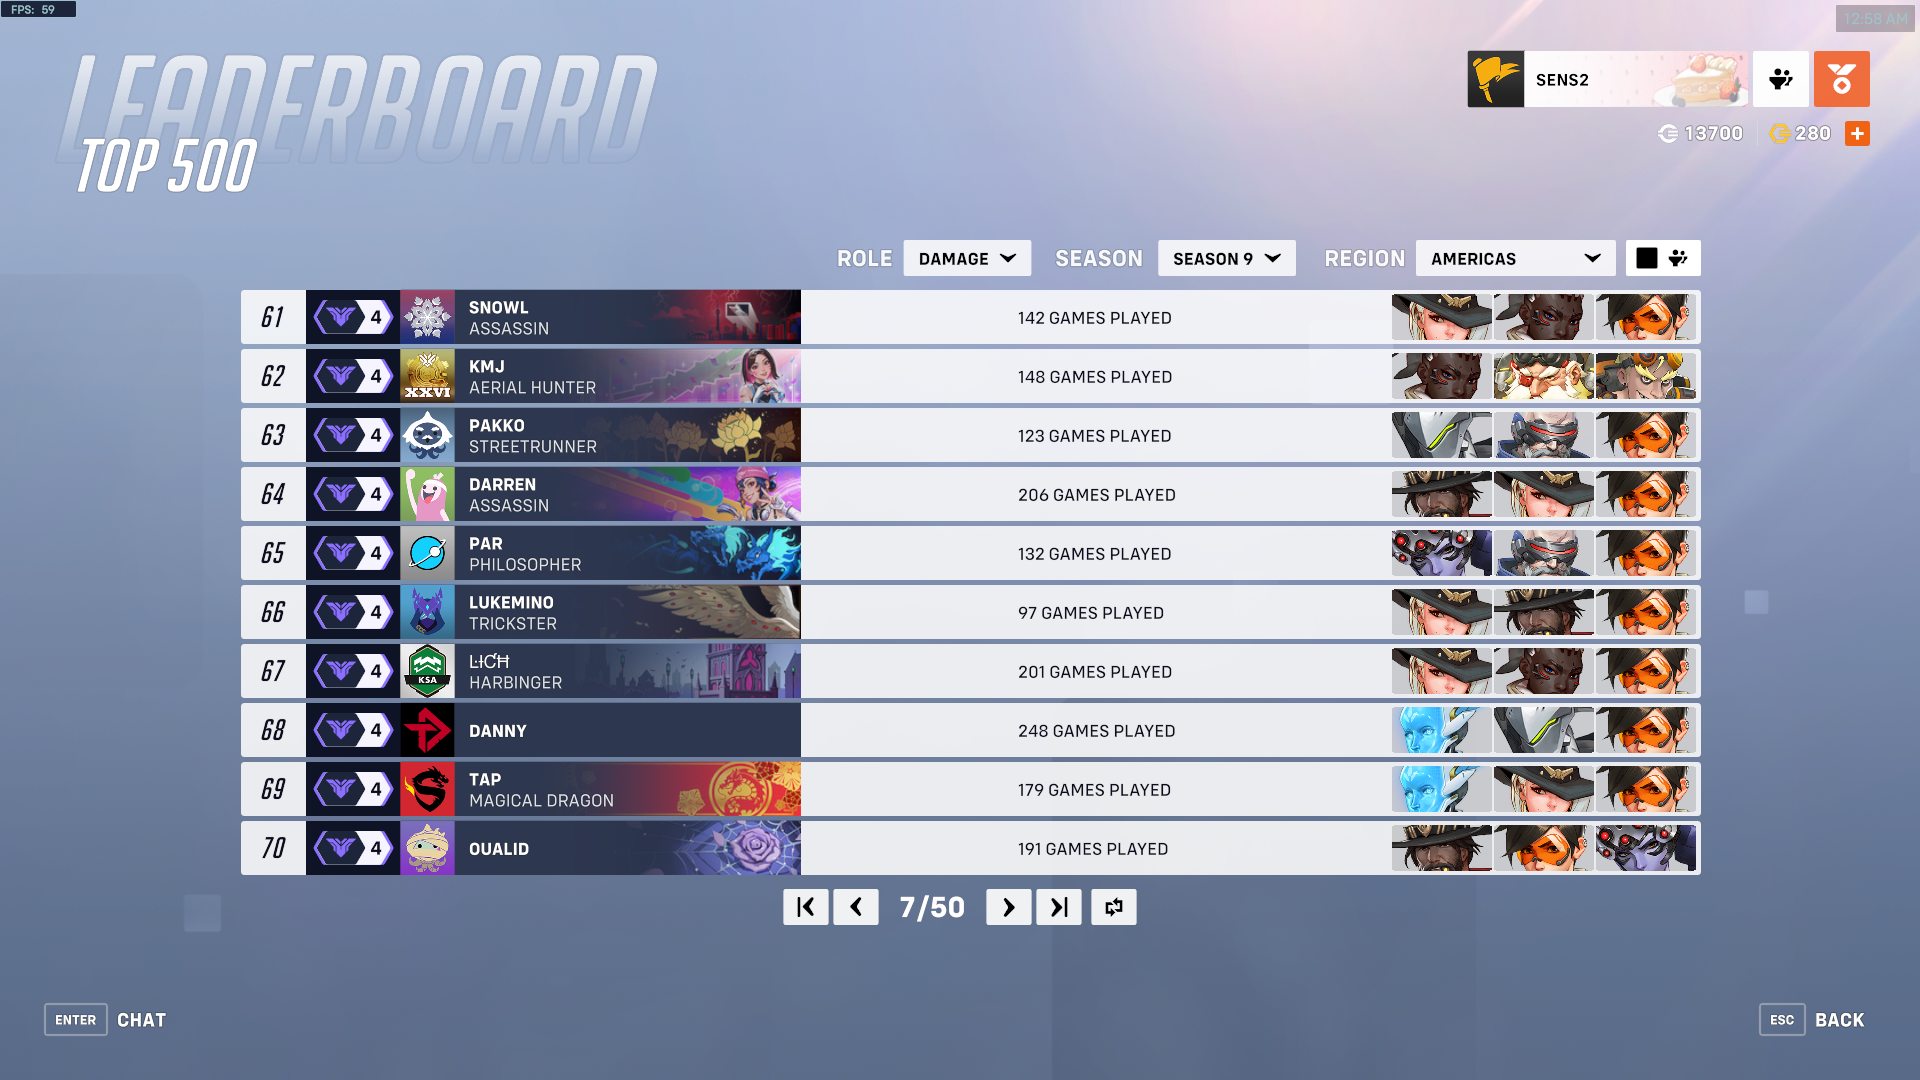 FPS: 59
12:58 AM
LEADERBOARD
TOP 500
SENS2
13700
280
ROLE DAMAGE SEASON SEASON 9 REGION AMERICAS
61 4 SNOWL 142 GAMES PLAYED
ASSASSIN
62 4 XXVI KMJ 148 GAMES PLAYED
AERIAL HUNTER
63 4 PAKKO 123 GAMES PLAYED
STREETRUNNER
64 4 DARREN 206 GAMES PLAYED
ASSASSIN
65 4 PAR 132 GAMES PLAYED
PHILOSOPHER
66 4 LUKEMINO 97 GAMES PLAYED
TRICKSTER
67 4 KSA 201 GAMES PLAYED
HARBINGER
68 4 DANNY 248 GAMES PLAYED
69 4 TAP 179 GAMES PLAYED
MAGICAL DRAGON
70 4 OUALID 191 GAMES PLAYED
7/50
ENTER CHAT
ESC BACK